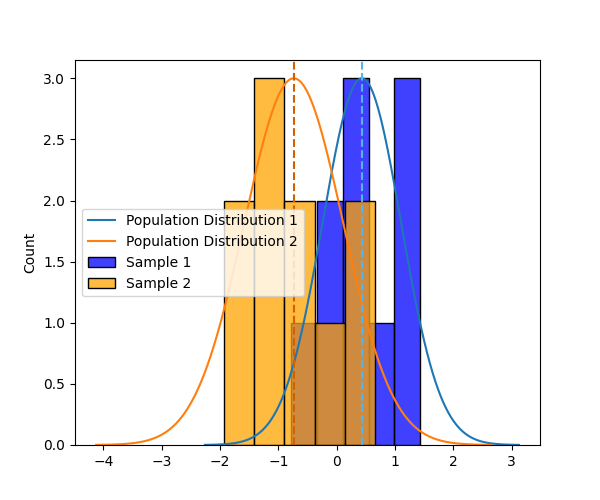 3.0
2.5
2.0
1.5
1.0
0.5
0.0
Count
Population Distribution 1
Population Distribution 2
Sample 1
Sample 2
−4 −3 −2 −1 0 1 2 3